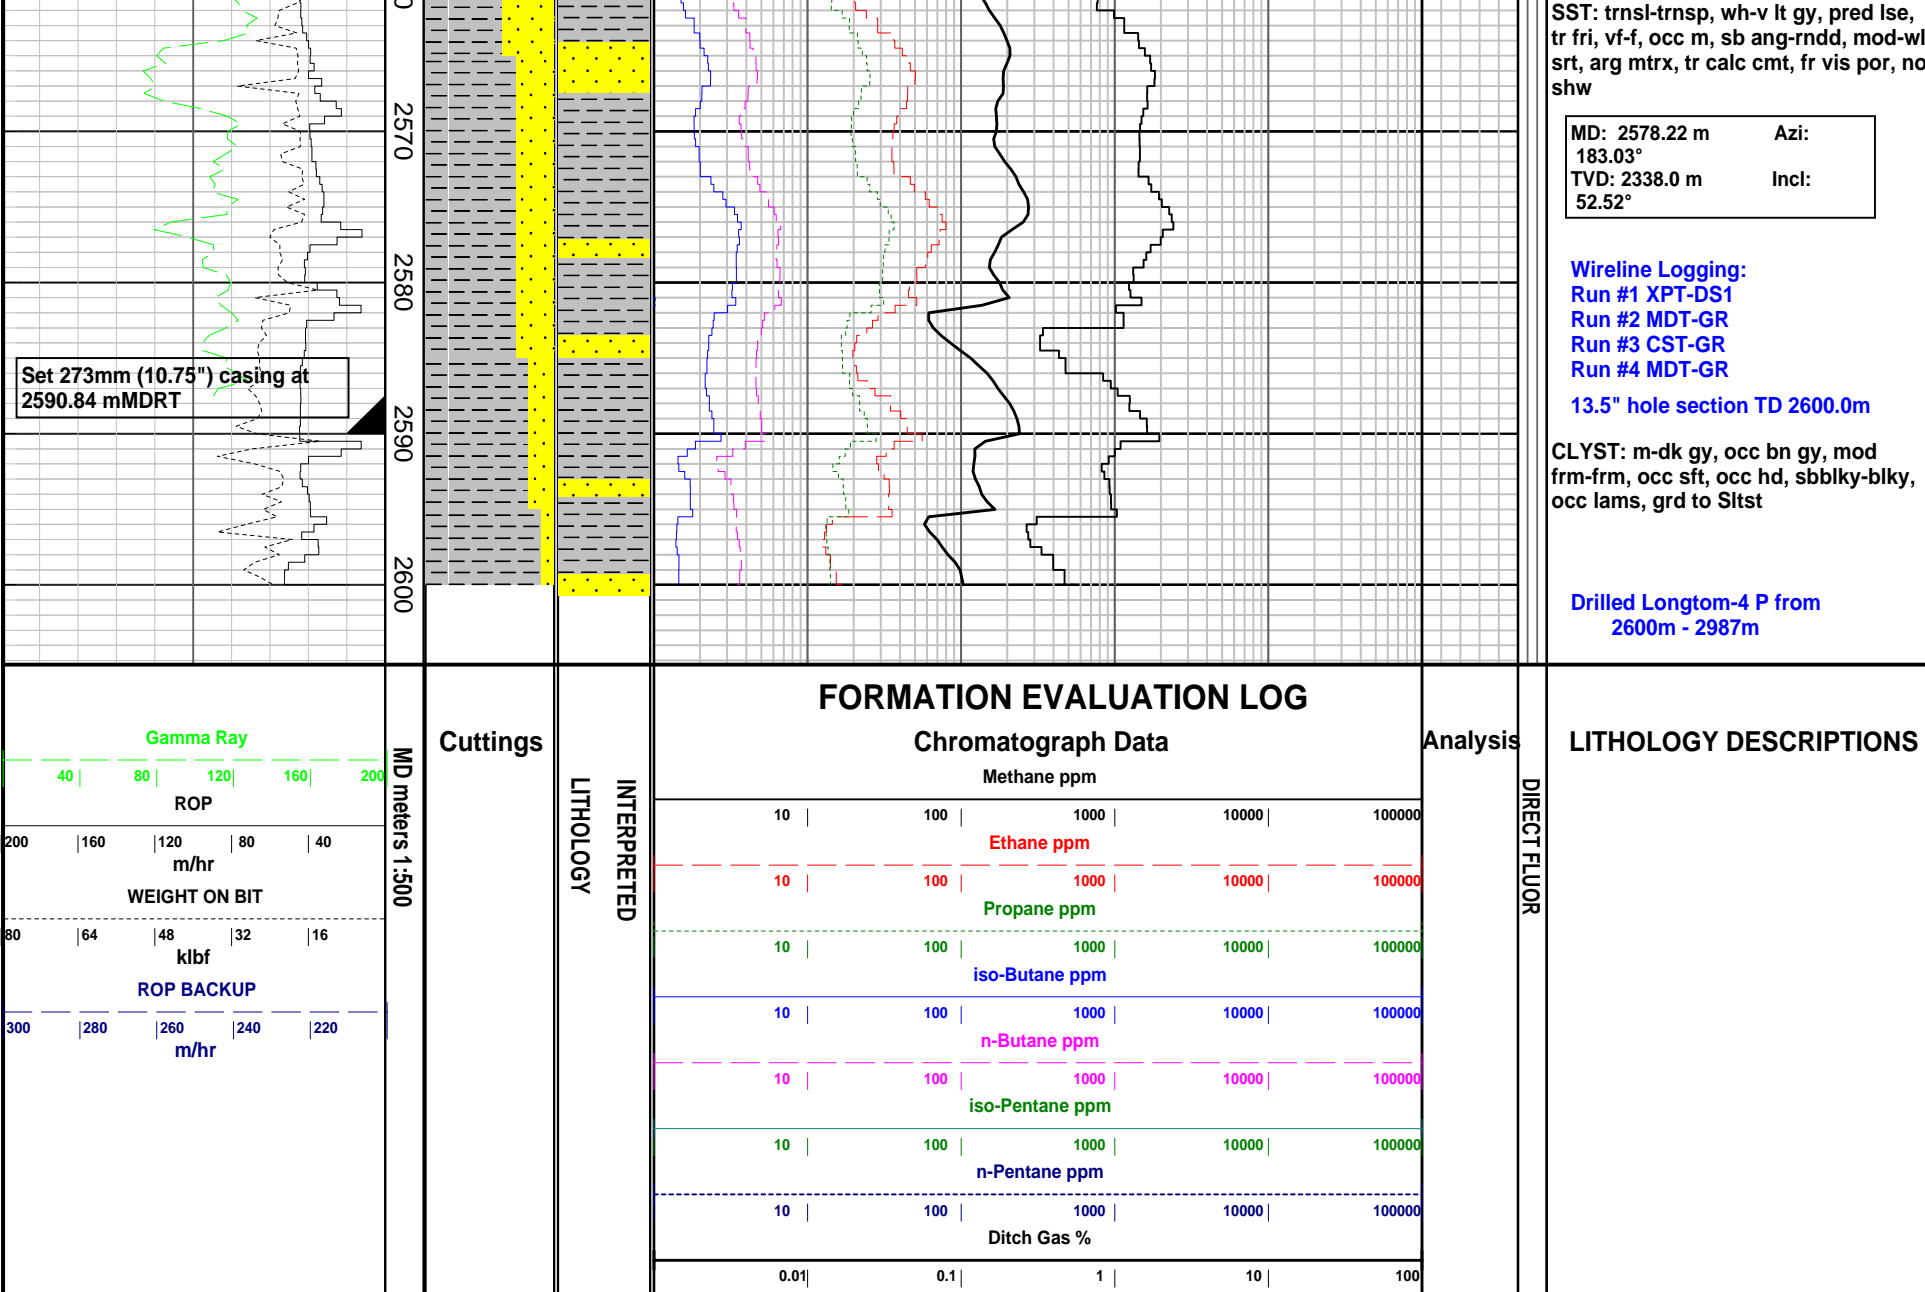 SST: trnsl-trnsp, wh-v lt gy, pred lse,
tr fri, vf-f, occ m, sb ang-rndd, mod-wl
srt, arg mtrx, tr calc cmt, fr vis por, no
shw
MD: 2578.22 m Azi:
183.03°
TVD: 2338.0 m Incl:
52.52°
Wireline Logging:
Run #1 XPT-DS1
Run #2 MDT-GR
Run #3 CST-GR
Run #4 MDT-GR
13.5" hole section TD 2600.0m
CLYST: m-dk gy, occ bn gy, mod
frm-frm, occ sft, occ hd, sbblky-blky,
occ lams, grd to Sltst
Drilled Longtom-4 P from
2600m - 2987m
2570
2580
2590
2600
Set 273mm (10.75") casing at
2590.84 mMDRT
Gamma Ray
40 80 120 160 200
ROP
200 160 120 80 40
m/hr
WEIGHT ON BIT
80 64 48 32 16
klbf
ROP BACKUP
300 280 260 240 220
m/hr
MD meters 1:500
Cuttings
INTERPRETED
LITHOLOGY
FORMATION EVALUATION LOG
Chromatograph Data
Methane ppm
10 100 1000 10000 100000
Ethane ppm
10 100 1000 10000 100000
Propane ppm
10 100 1000 10000 100000
iso-Butane ppm
10 100 1000 10000 100000
n-Butane ppm
10 100 1000 10000 100000
iso-Pentane ppm
10 100 1000 10000 100000
n-Pentane ppm
10 100 1000 10000 100000
Ditch Gas %
0.01 0.1 1 10 100
Analysis
DIRECT FLUOR
LITHOLOGY DESCRIPTIONS